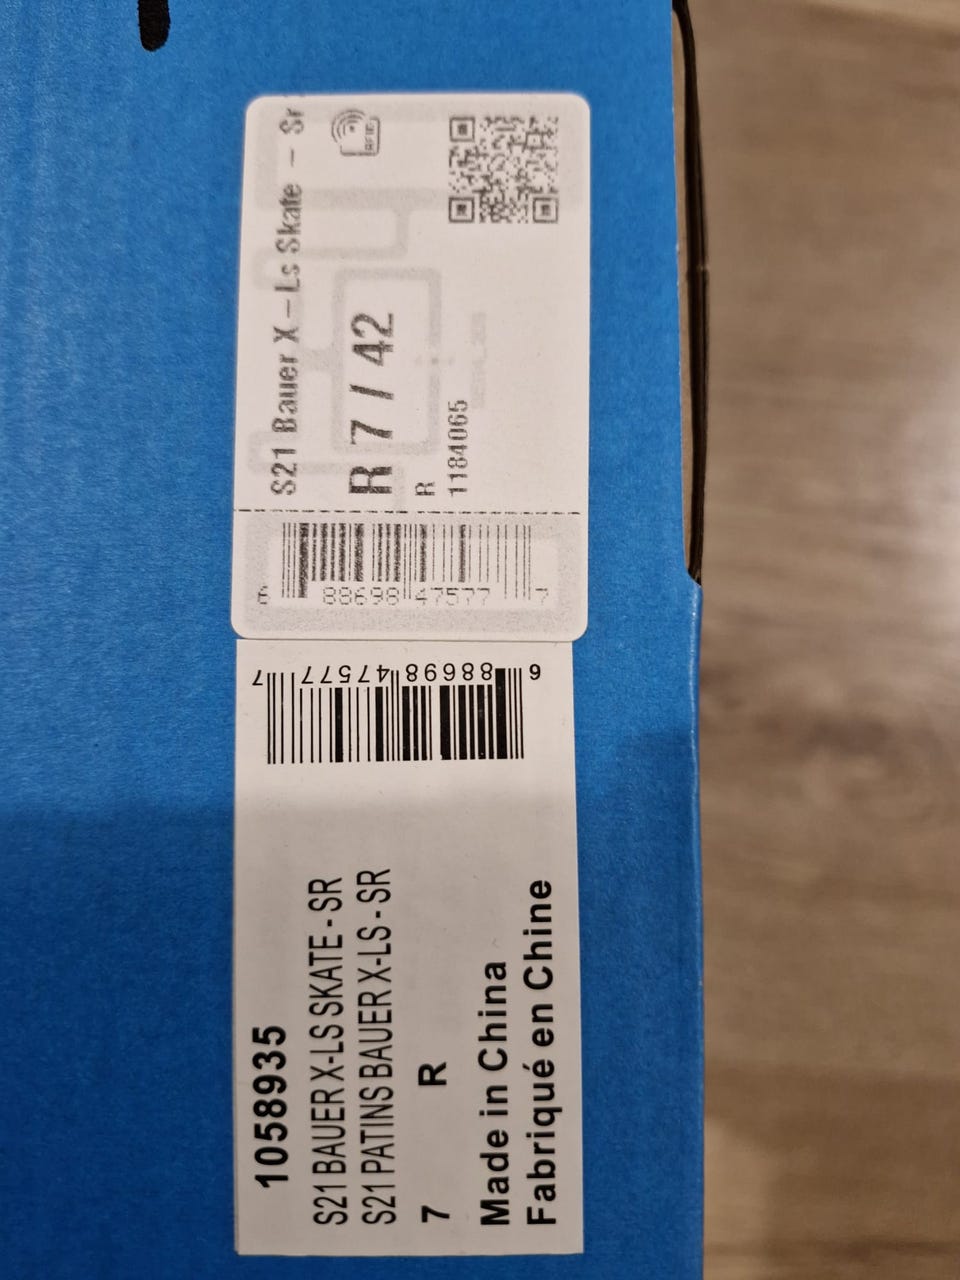 S21 Bauer X-Ls Skate - Sr
RFID
R 7 / 42
R
1184065
6 88698 47577 7
6 88698 47577 7
1058935
S21 BAUER X-LS SKATE - SR
S21 PATINS BAUER X-LS - SR
7 R
Made in China
Fabriqué en Chine